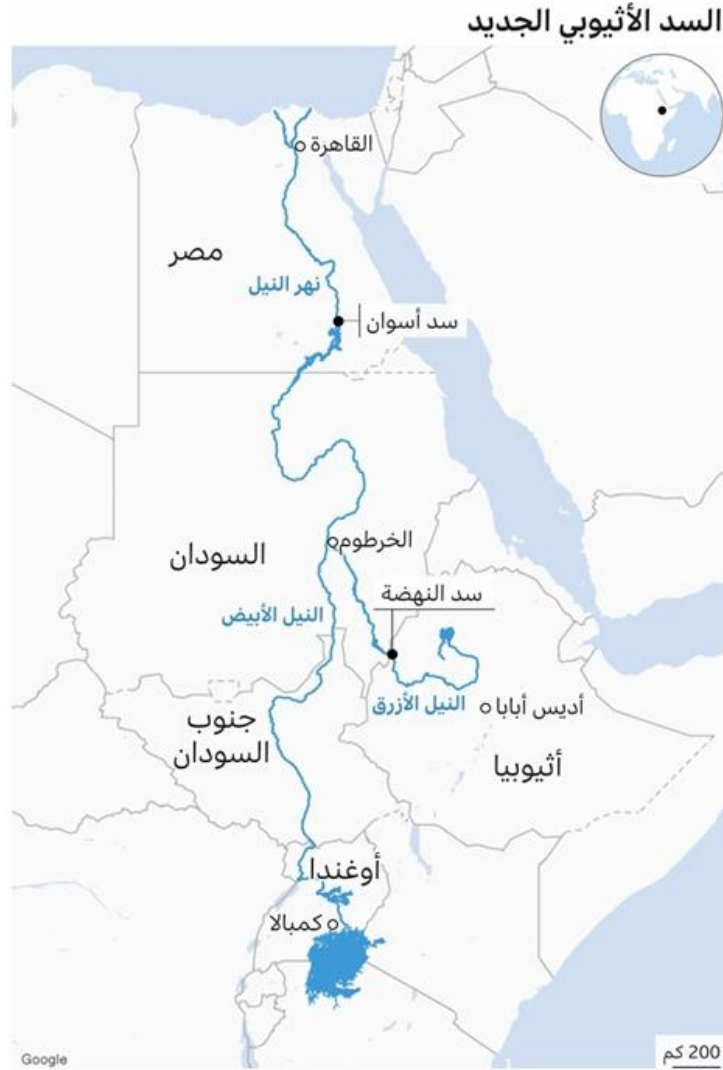 السد الأثيوبي الجديد
القاهرة
مصر
نهر النيل
سد أسوان
الخرطوم
السودان
سد النهضة
النيل الأبيض
النيل الأزرق
أديس أبابا
جنوب
السودان
أثيوبيا
أوغندا
كمبالا
200 كم
Google